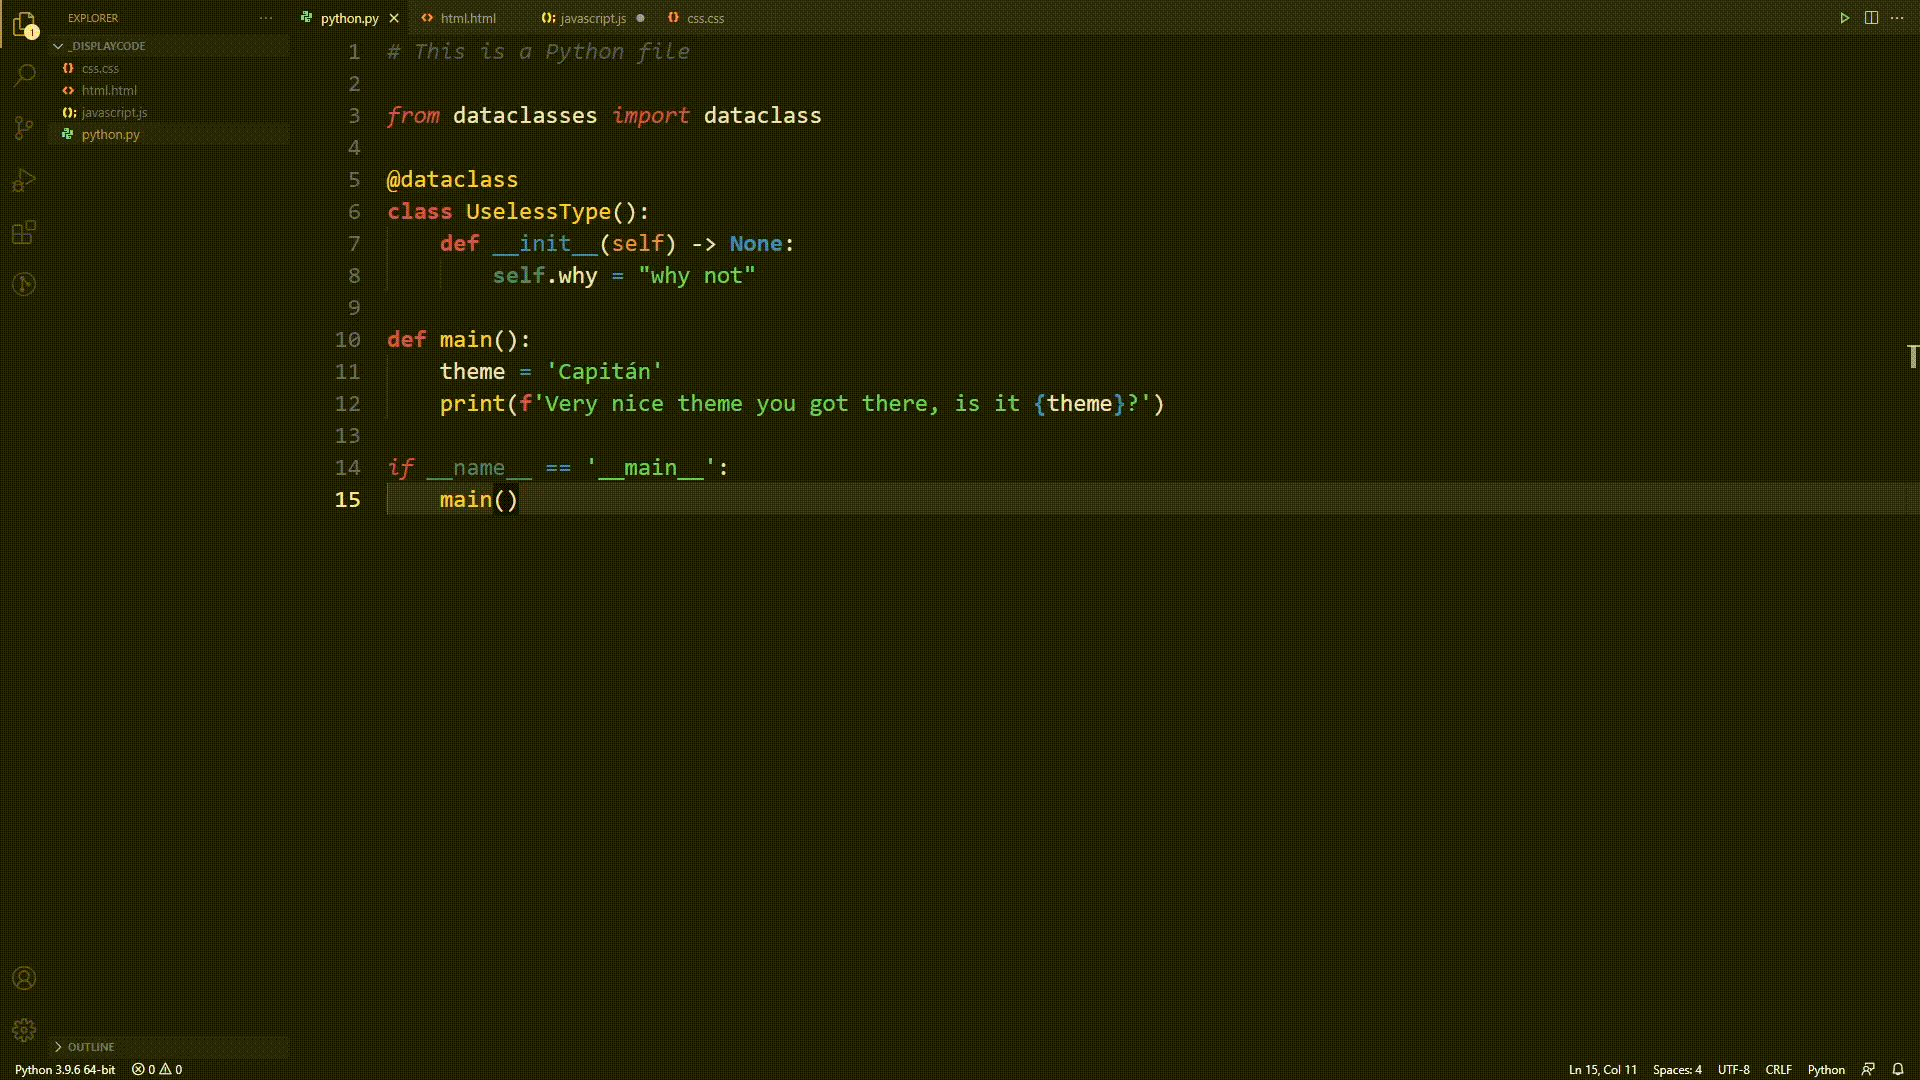 EXPLORER
1
_DISPLAYCODE
css.css
html.html
javascript.js
python.py
OUTLINE
python.py
html.html
javascript.js
css.css
1 # This is a Python file
2
3 from dataclasses import dataclass
4
5 @dataclass
6 class UselessType():
7     def __init__(self) -> None:
8         self.why = "why not"
9
10 def main():
11     theme = 'Capitán'
12     print(f'Very nice theme you got there, is it {theme}?')
13
14 if __name__ == '__main__':
15     main()
Python 3.9.6 64-bit 0 0 Ln 15, Col 11 Spaces: 4 UTF-8 CRLF Python